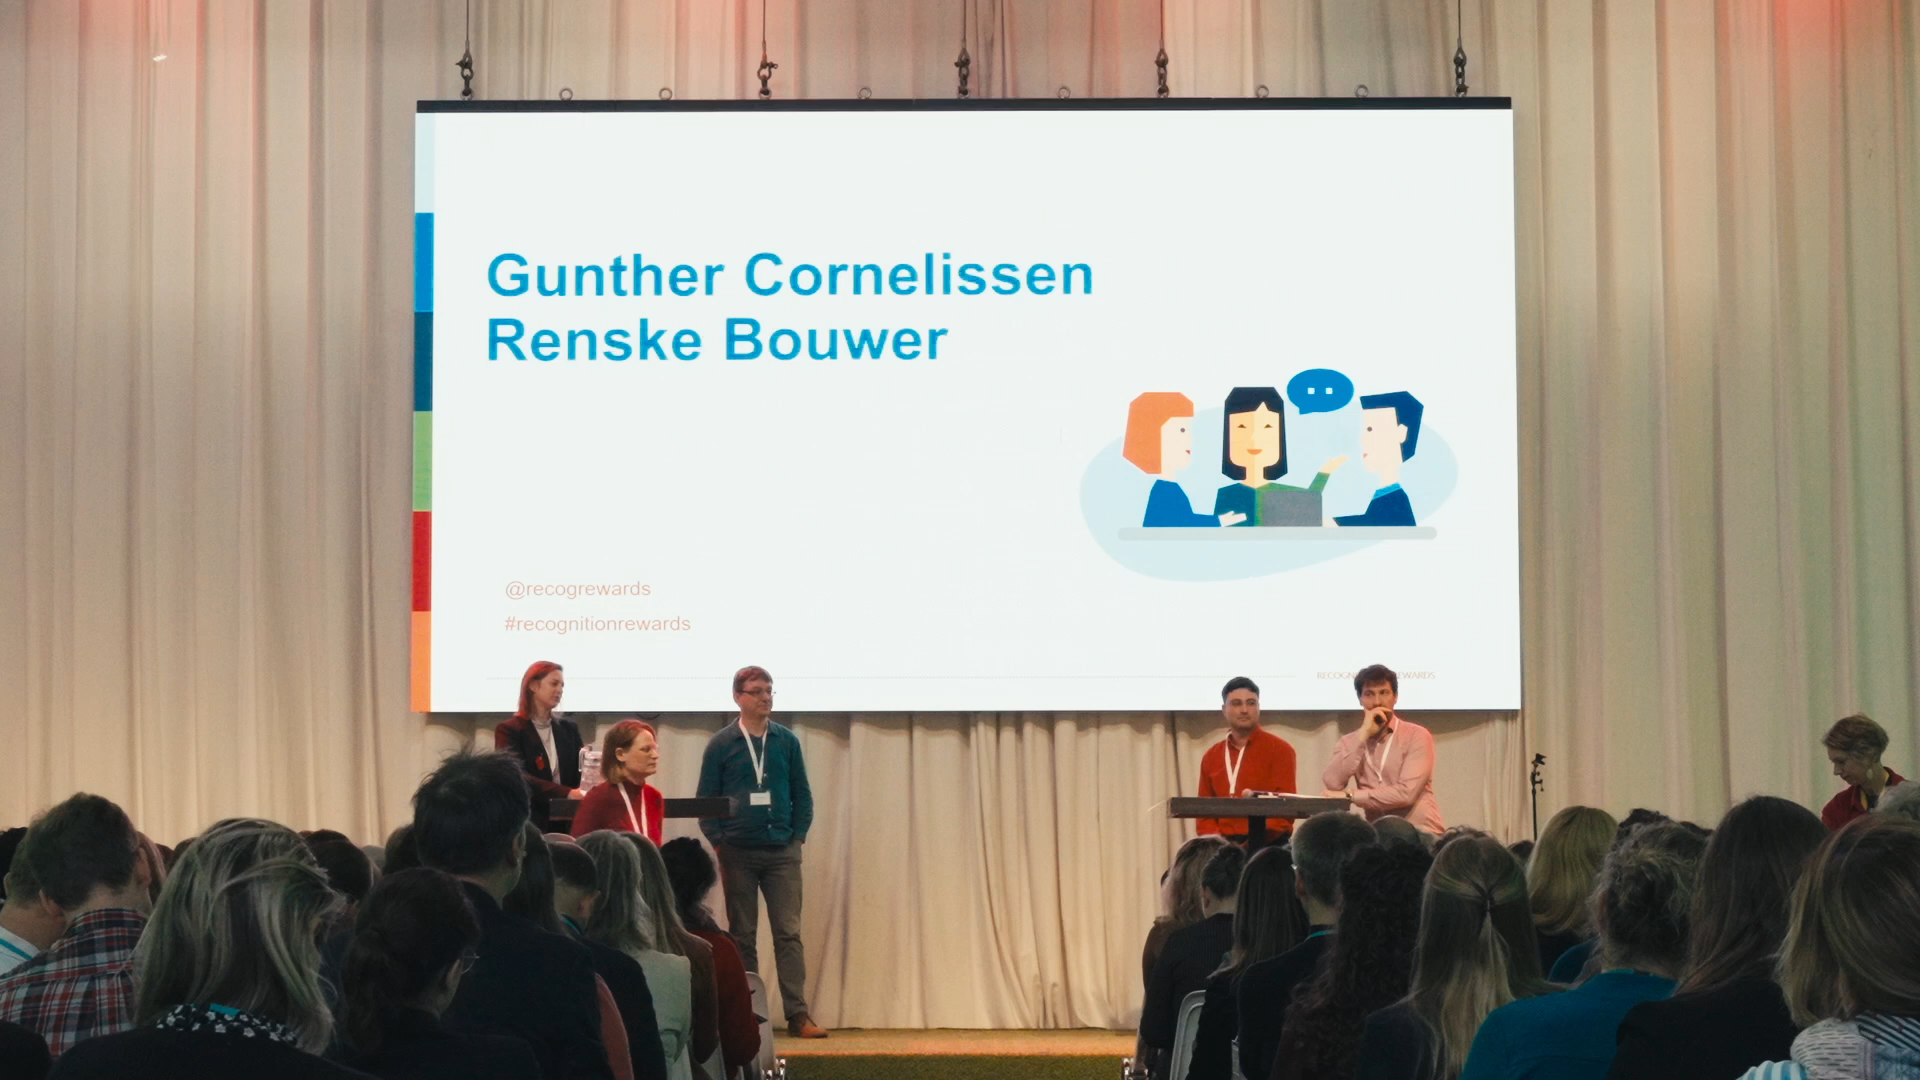 Gunther Cornelissen
Renske Bouwer
@recogrewards
#recognitionrewards